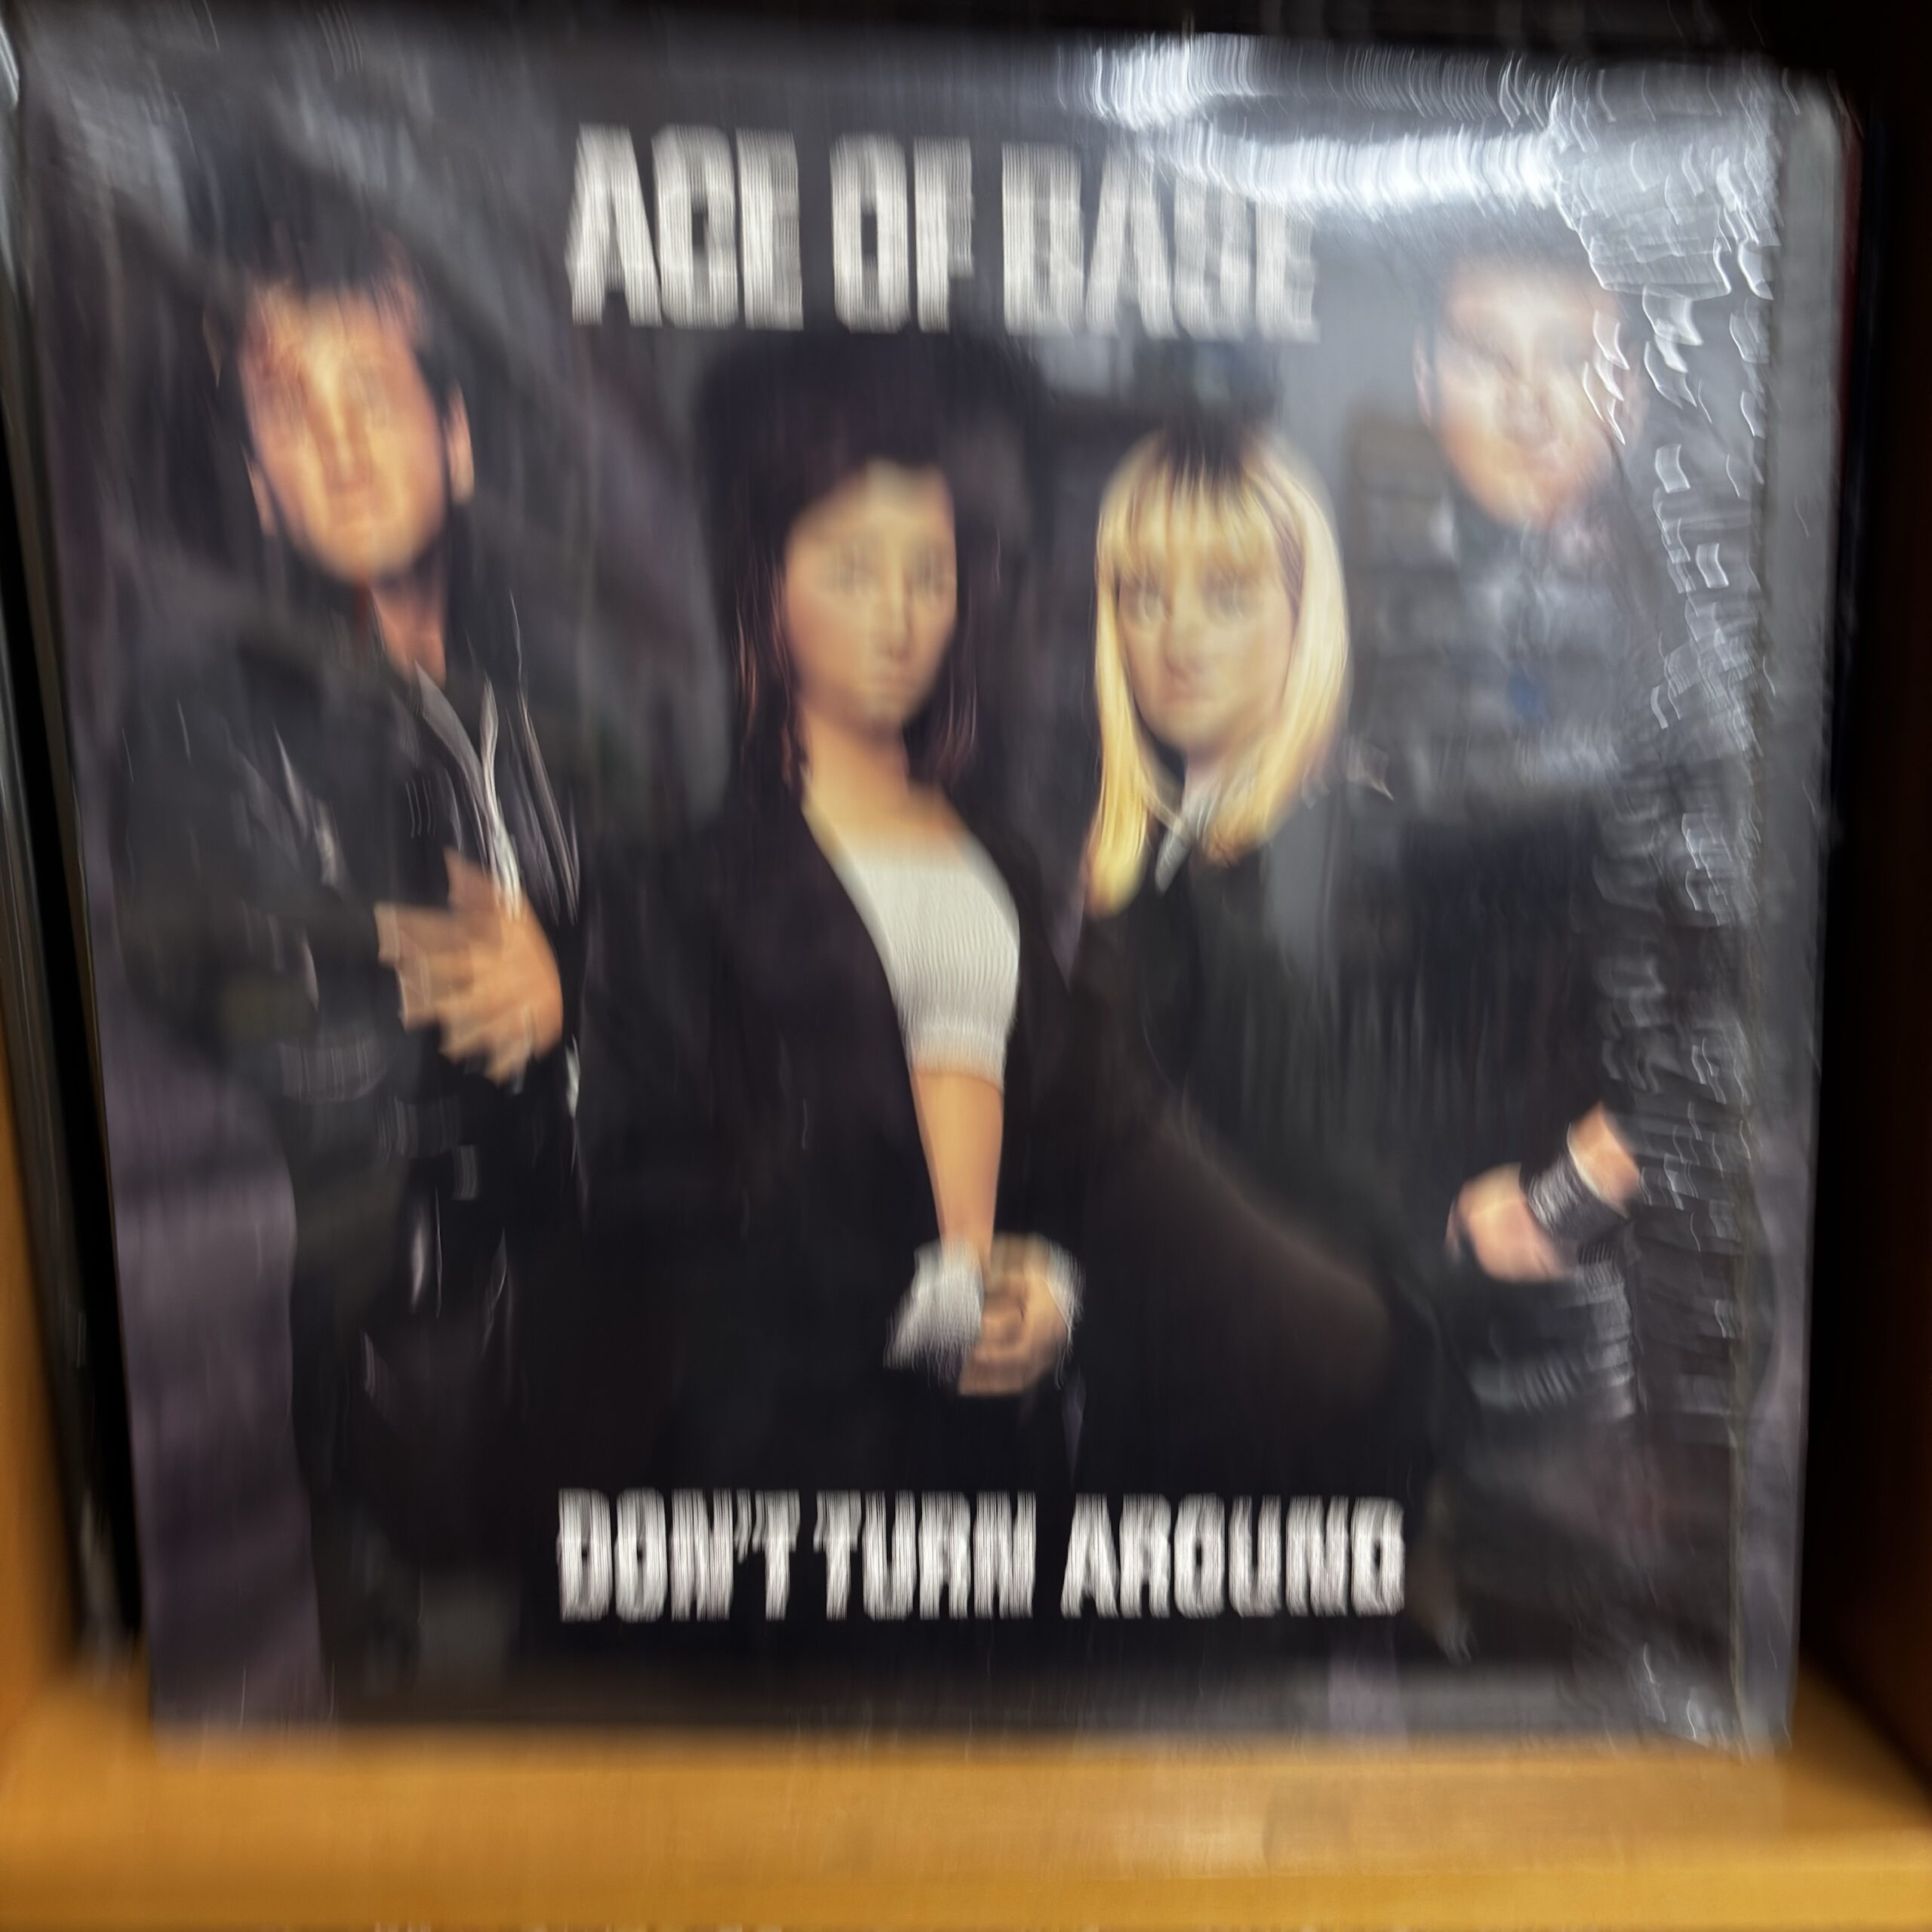 ACE OF BASE
DON'T TURN AROUND